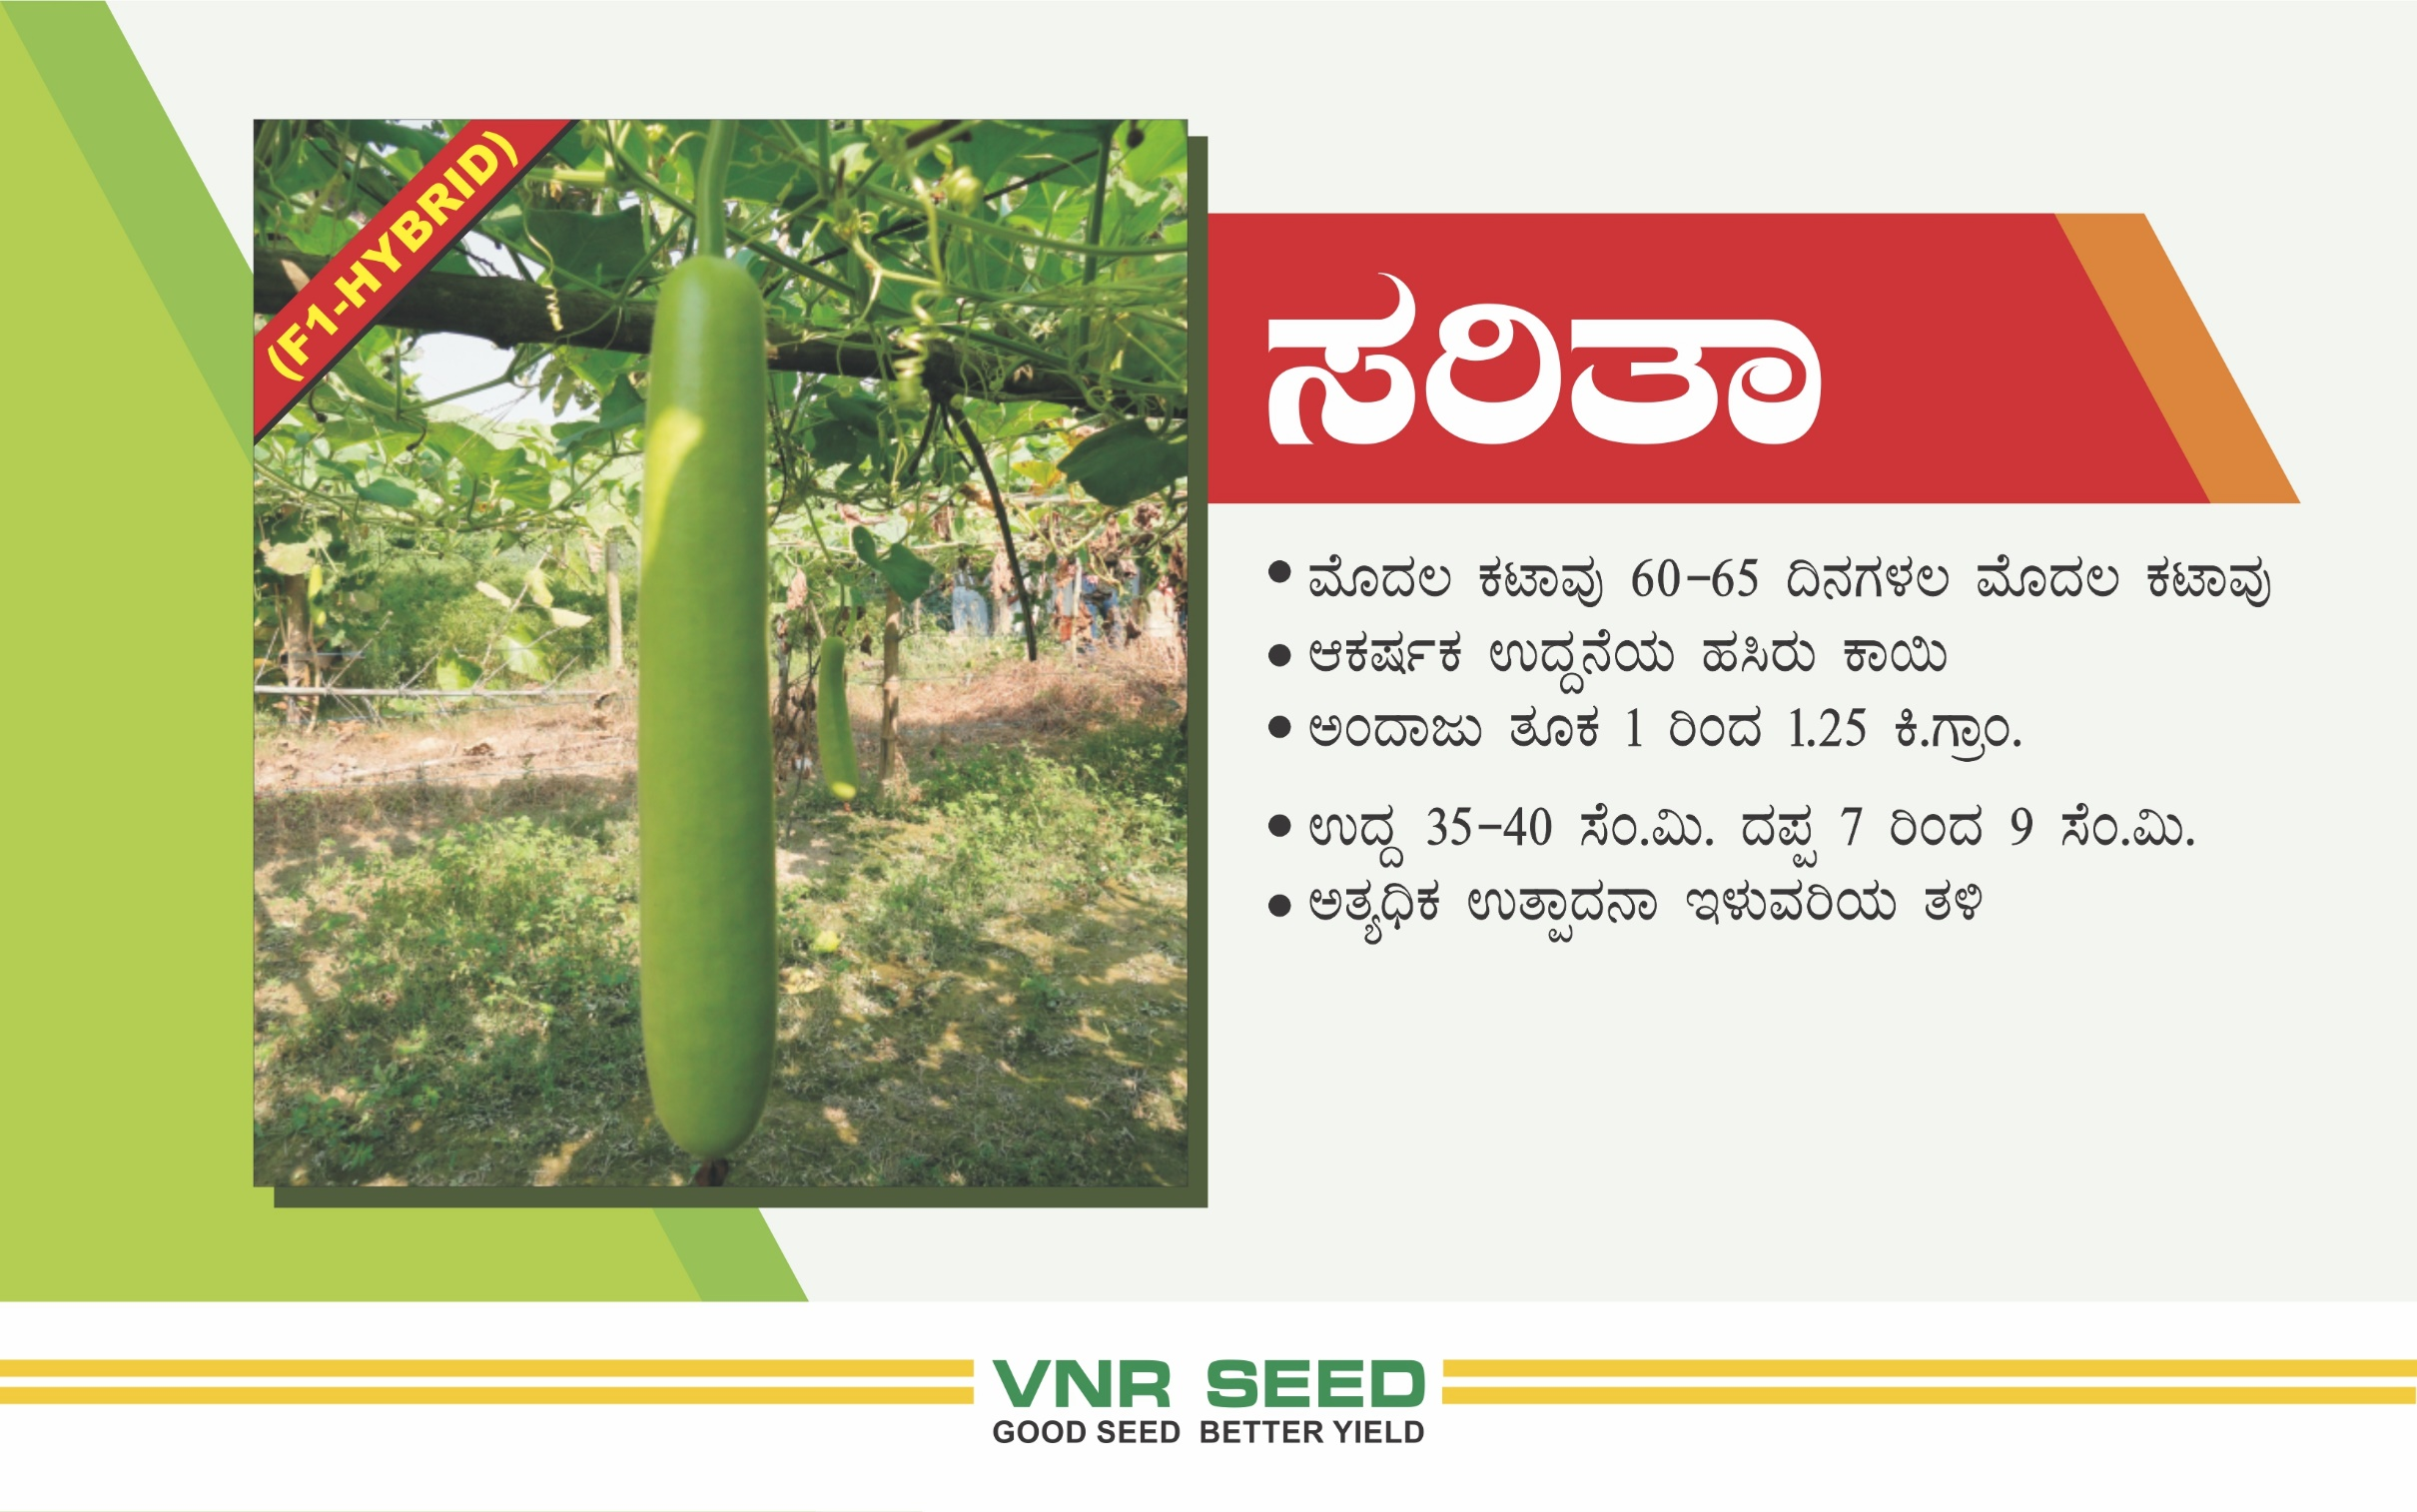 (F1-HYBRID)
ಸರಿತಾ
• ಮೊದಲ ಕಟಾವು 60-65 ದಿನಗಳಲ ಮೊದಲ ಕಟಾವು
• ಆಕರ್ಷಕ ಉದ್ದನೆಯ ಹಸಿರು ಕಾಯಿ
• ಅಂದಾಜು ತೂಕ 1 ರಿಂದ 1.25 ಕಿ.ಗ್ರಾಂ.
• ಉದ್ದ 35-40 ಸೆಂ.ಮಿ. ದಪ್ಪ 7 ರಿಂದ 9 ಸೆಂ.ಮಿ.
• ಅತ್ಯಧಿಕ ಉತ್ಪಾದನಾ ಇಳುವರಿಯ ತಳಿ
VNR SEED
GOOD SEED BETTER YIELD